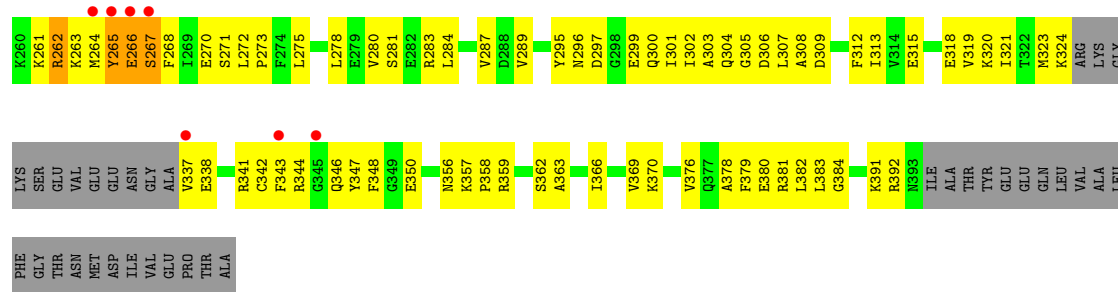 K260 K261 R262 K263 M264 Y265 E266 S267 F268 I269 E270 S271 L272 P273 F274 L275 L278 E279 V280 S281 E282 R283 L284 V287 D288 V289 Y295 N296 D297 G298 E299 Q300 I301 I302 A303 Q304 G305 D306 L307 A308 D309 F312 I313 V314 E315 E318 V319 K320 I321 T322 M323 K324 ARG LYS GLY
LYS SER GLU VAL GLU GLU ASN GLY ALA V337 E338 R341 C342 F343 R344 G345 Q346 Y347 F348 G349 E350 N356 K357 P358 R359 S362 A363 I366 V369 K370 V376 Q377 A378 F379 E380 R381 L382 L383 G384 K391 R392 N393 ILE ALA THR TYR GLU GLU GLN LEU VAL ALA LEU
PHE GLY THR ASN MET ASP ILE VAL GLU PRO THR ALA